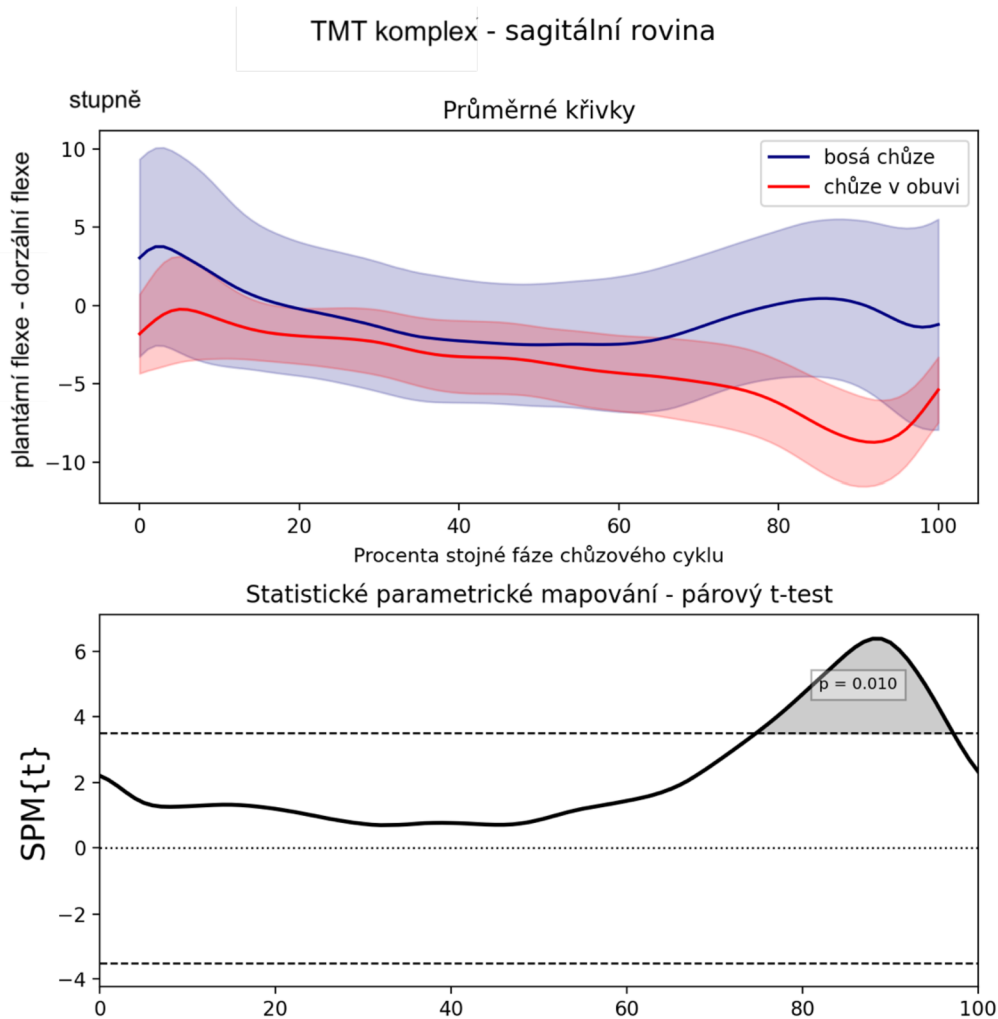 TMT komplex - sagitální rovina
stupně
Průměrné křivky
plantární flexe - dorzální flexe
10
5
0
−5
−10
bosá chůze
chůze v obuvi
0 20 40 60 80 100
Procenta stojné fáze chůzového cyklu
Statistické parametrické mapování - párový t-test
SPM{t}
6
4
2
0
−2
−4
p = 0.010
0 20 40 60 80 100